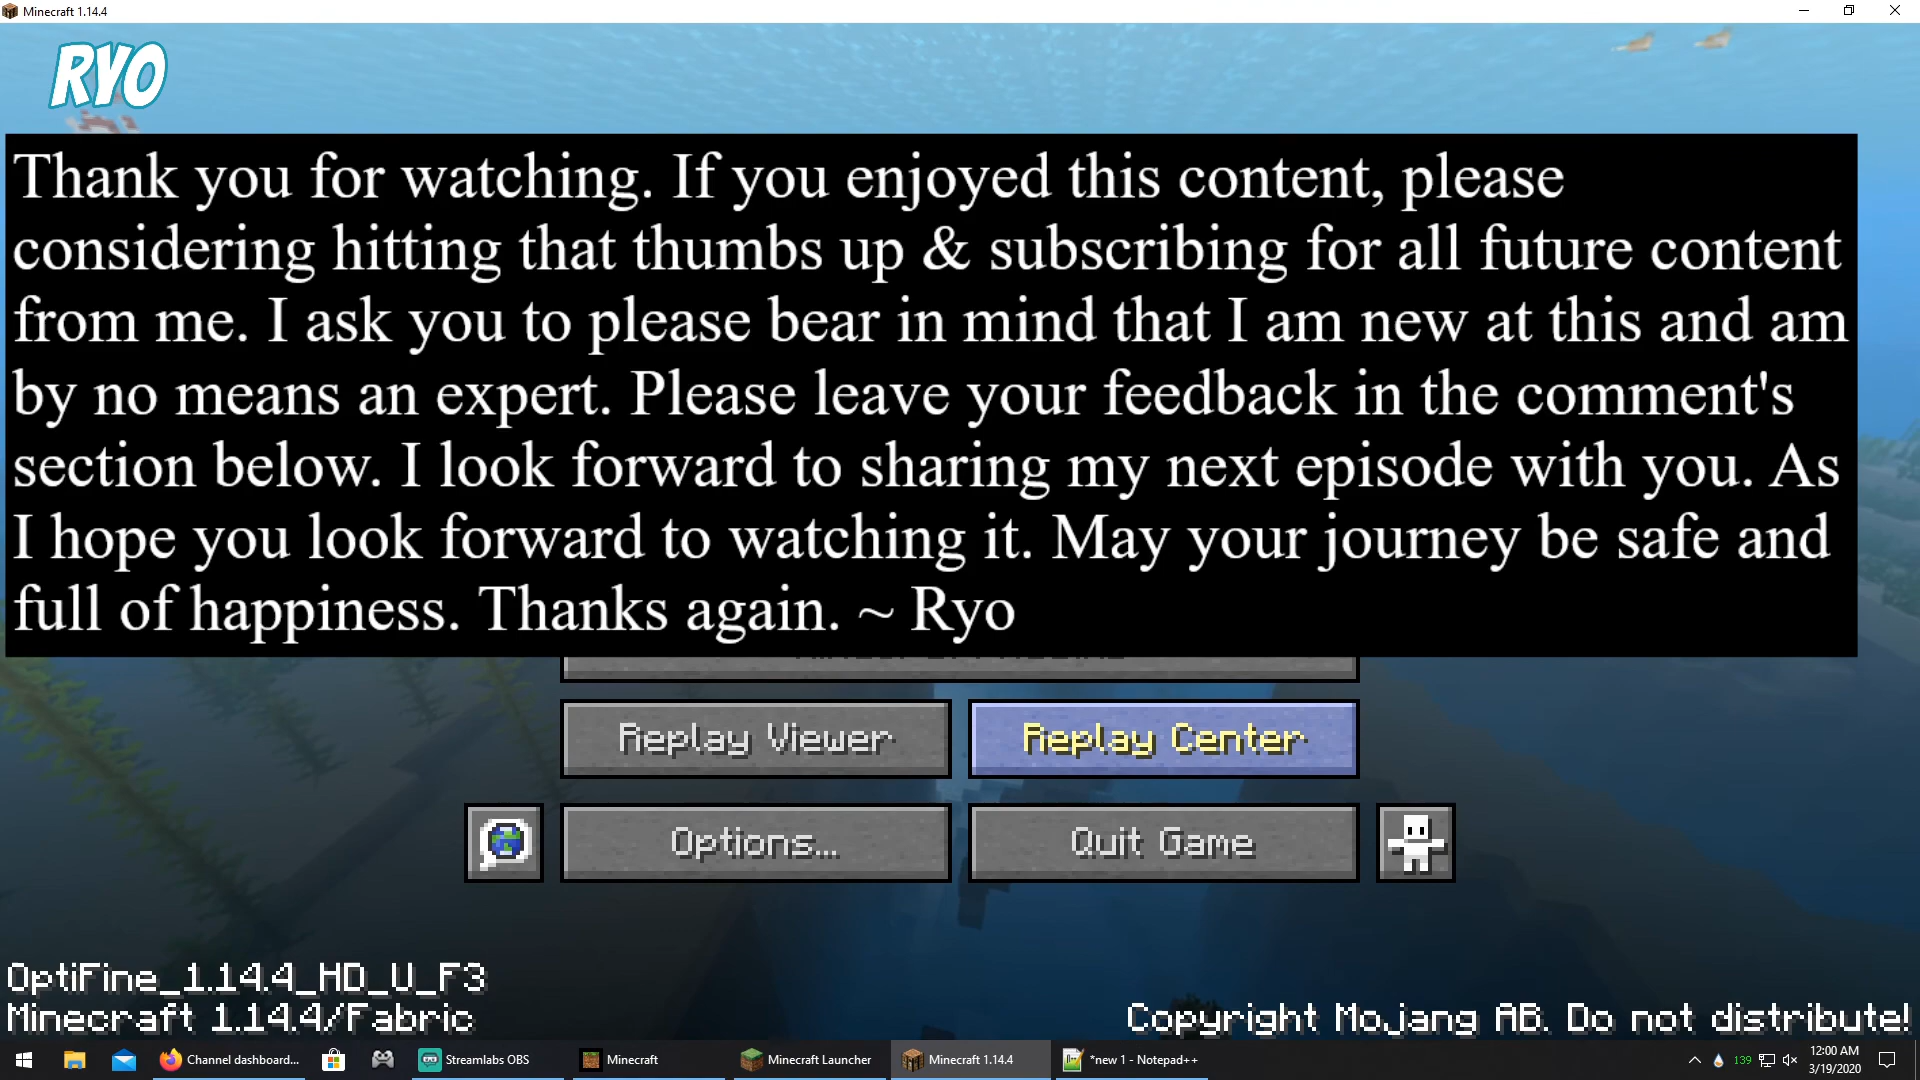 Minecraft 1.14.4
RYO
Thank you for watching. If you enjoyed this content, please
considering hitting that thumbs up & subscribing for all future content
from me. I ask you to please bear in mind that I am new at this and am
by no means an expert. Please leave your feedback in the comment's
section below. I look forward to sharing my next episode with you. As
I hope you look forward to watching it. May your journey be safe and
full of happiness. Thanks again. ~ Ryo
Replay Viewer
Replay Center
Options...
Quit Game
OptiFine_1.14.4_HD_U_F3
Minecraft 1.14.4/Fabric
Copyright Mojang AB. Do not distribute!
Channel dashboard...
Streamlabs OBS
Minecraft
Minecraft Launcher
Minecraft 1.14.4
*new 1 - Notepad++
139
12:00 AM
3/19/2020